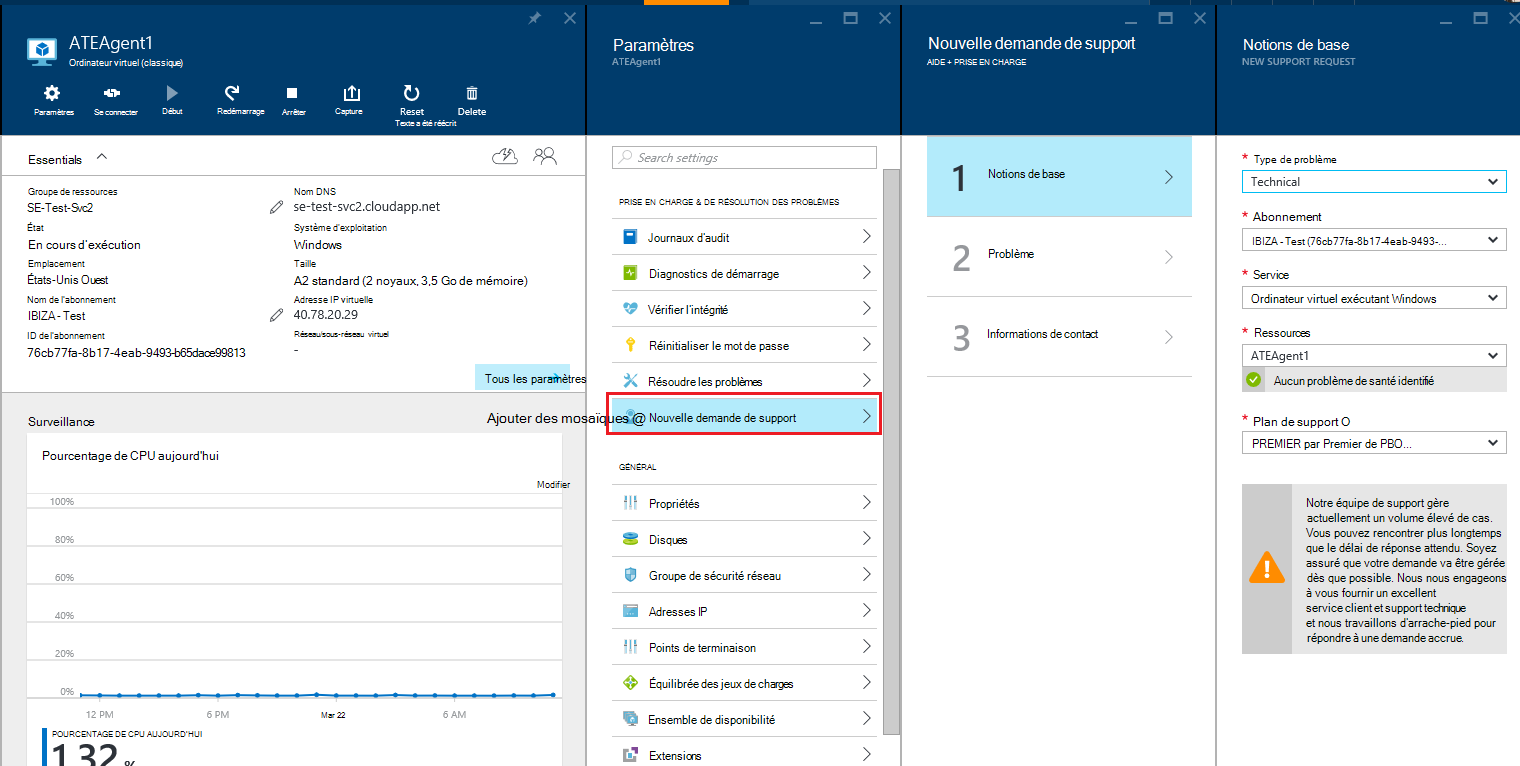 ATEAgent1
Ordinateur virtuel (classique)
Paramètres
Se connecter
Début
Redémarrage
Arrêter
Capture
Reset
Delete
Texte a été réécrit
Essentials
Groupe de ressources
SE-Test-Svc2
État
En cours d'exécution
Emplacement
États-Unis Ouest
Nom de l'abonnement
IBIZA - Test
ID de l'abonnement
76cb77fa-8b17-4eab-9493-b65dace99813
Nom DNS
se-test-svc2.cloudapp.net
Système d'exploitation
Windows
Taille
A2 standard (2 noyaux, 3,5 Go de mémoire)
Adresse IP virtuelle
40.78.20.29
Réseau/sous-réseau virtuel
-
Tous les paramètres
Surveillance
Ajouter des mosaïques @
Pourcentage de CPU aujourd'hui
Modifier
100%
80%
60%
40%
20%
0%
12 PM
6 PM
Mar 22
6 AM
POURCENTAGE DE CPU AUJOURD'HUI
1.32 %
Paramètres
ATEAgent1
Search settings
PRISE EN CHARGE & DE RÉSOLUTION DES PROBLÈMES
Journaux d'audit
Diagnostics de démarrage
Vérifier l'intégrité
Réinitialiser le mot de passe
Résoudre les problèmes
Nouvelle demande de support
GÉNÉRAL
Propriétés
Disques
Groupe de sécurité réseau
Adresses IP
Points de terminaison
Équilibrée des jeux de charges
Ensemble de disponibilité
Extensions
Nouvelle demande de support
AIDE + PRISE EN CHARGE
1 Notions de base
2 Problème
3 Informations de contact
Notions de base
NEW SUPPORT REQUEST
* Type de problème
Technical
* Abonnement
IBIZA - Test (76cb77fa-8b17-4eab-9493-...
* Service
Ordinateur virtuel exécutant Windows
* Ressources
ATEAgent1
Aucun problème de santé identifié
* Plan de support O
PREMIER par Premier de PBO...
Notre équipe de support gère
actuellement un volume élevé de cas.
Vous pouvez rencontrer plus longtemps
que le délai de réponse attendu. Soyez
assuré que votre demande va être gérée
dès que possible. Nous nous engageons
à vous fournir un excellent
service client et support technique
et nous travaillons d'arrache-pied pour
répondre à une demande accrue.